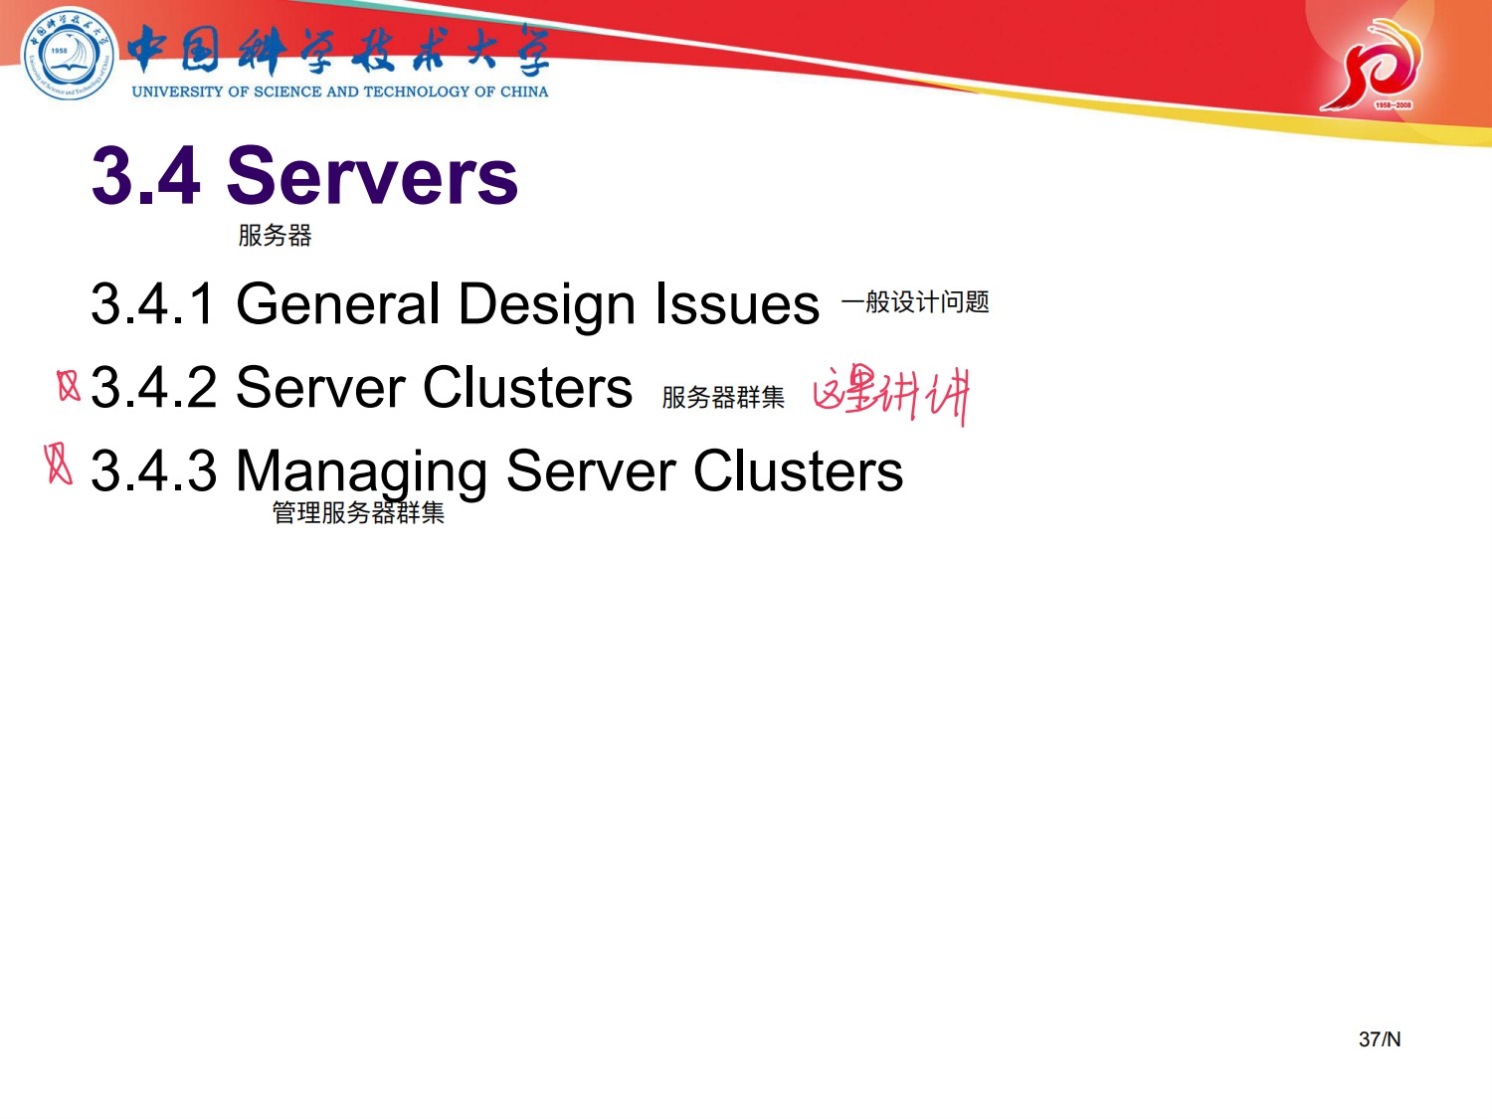 中国科学技术大学
UNIVERSITY OF SCIENCE AND TECHNOLOGY OF CHINA
1958
1958-2008
3.4 Servers
服务器
3.4.1 General Design Issues 一般设计问题
3.4.2 Server Clusters 服务器群集 这里讲讲
3.4.3 Managing Server Clusters
管理服务器群集
37/N